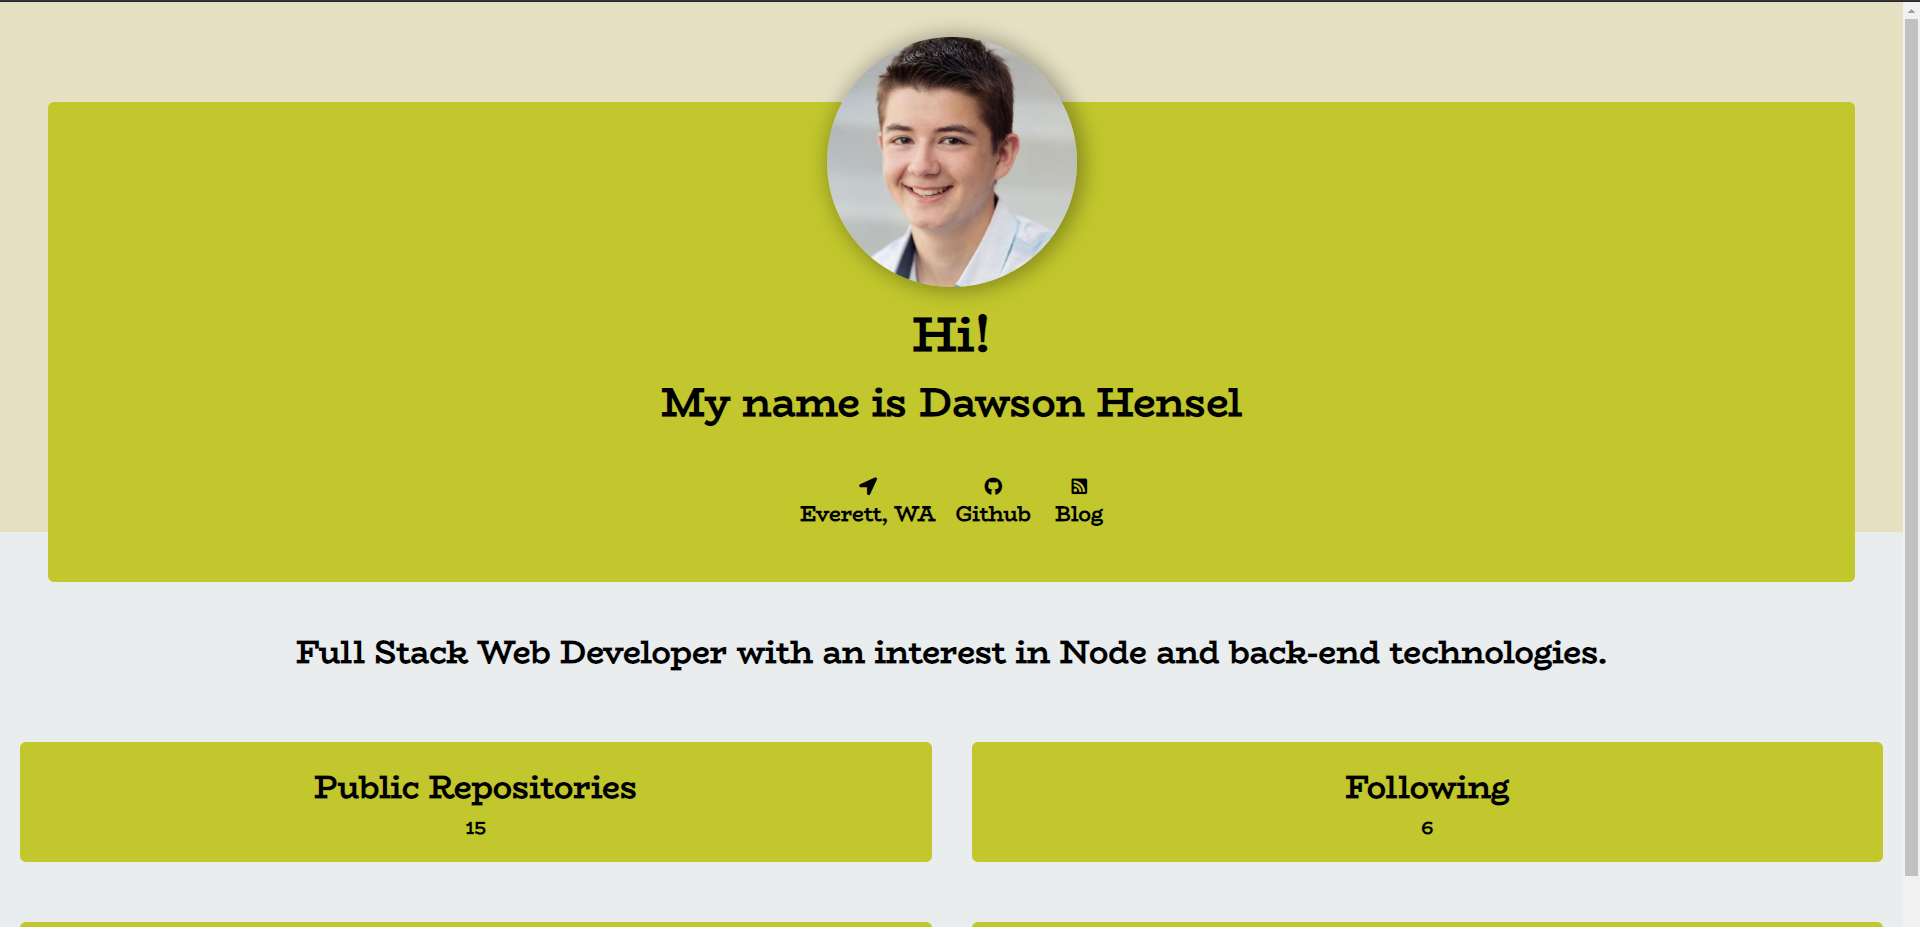 Hi!
My name is Dawson Hensel
Everett, WA Github Blog
Full Stack Web Developer with an interest in Node and back-end technologies.
Public Repositories Following
15 6